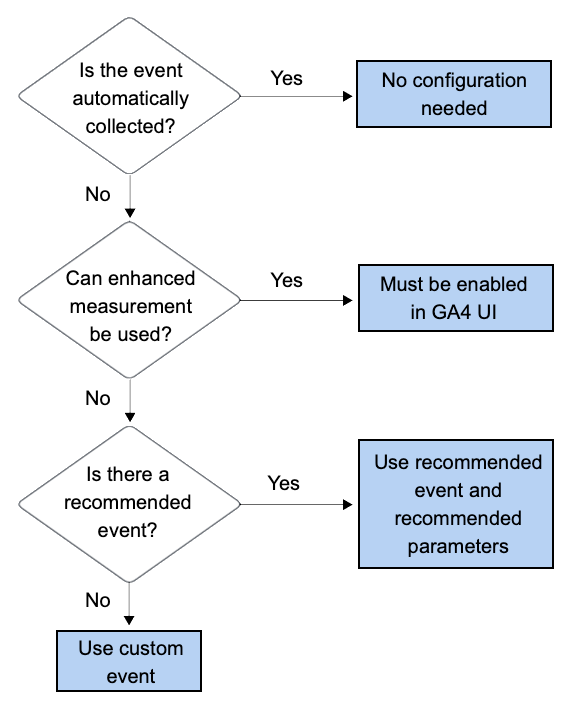 Is the event
automatically
collected?
Yes
No configuration
needed
No
Can enhanced
measurement
be used?
Yes
Must be enabled
in GA4 UI
No
Is there a
recommended
event?
Yes
Use recommended
event and
recommended
parameters
No
Use custom
event